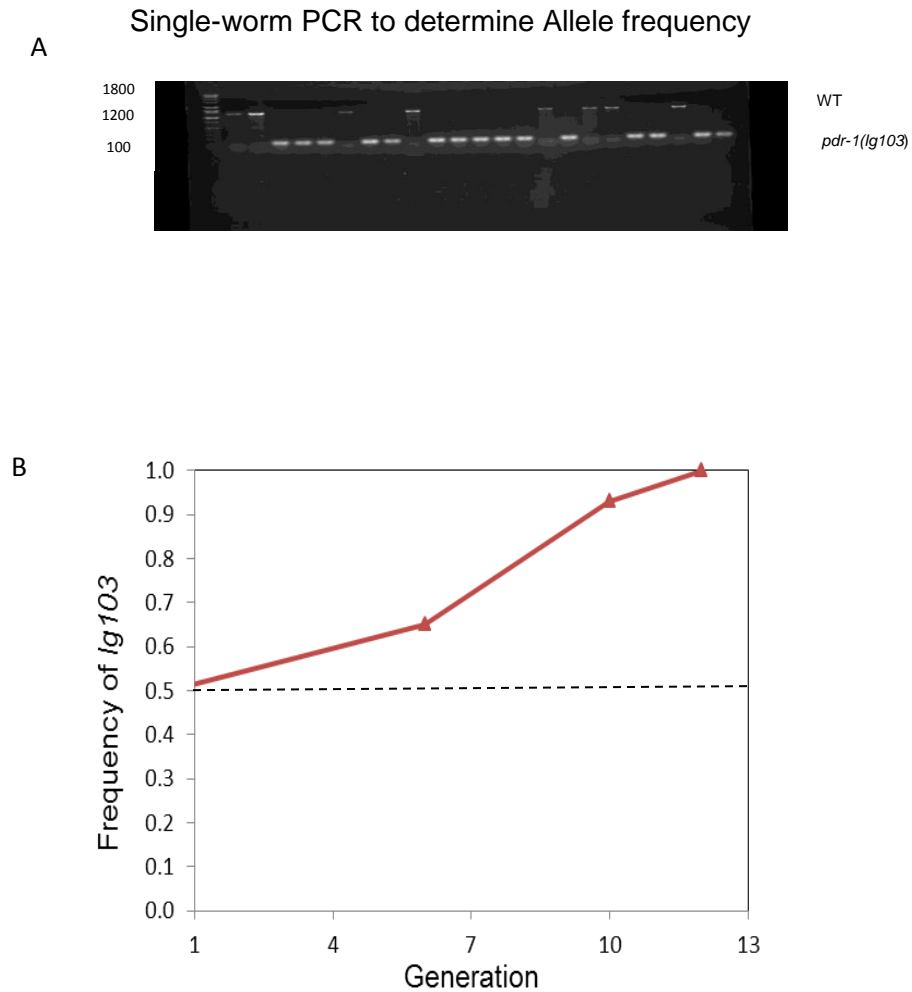 Single-worm PCR to determine Allele frequency
A
1800
1200
100
WT
pdr-1(lg103)
B
Frequency of lg103
1.0
0.9
0.8
0.7
0.6
0.5
0.4
0.3
0.2
0.1
0.0
1 4 7 10 13
Generation